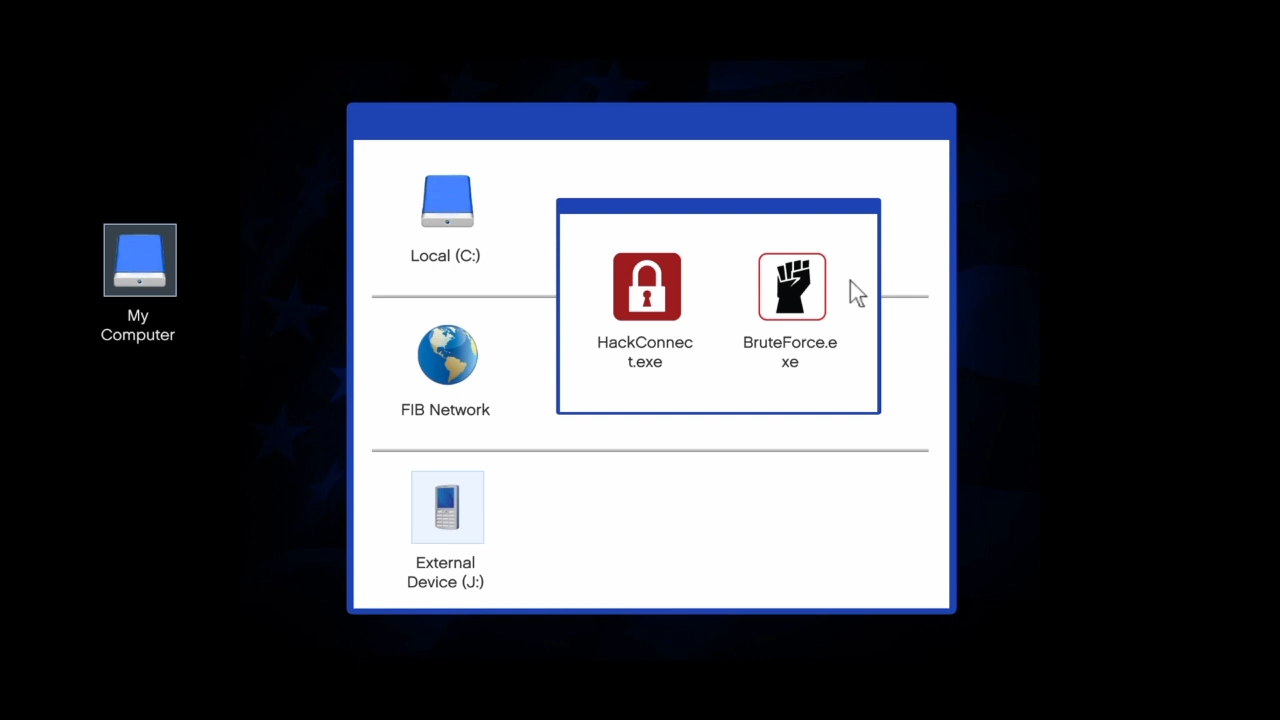 My
Computer
Local (C:)
HackConnec
t.exe
BruteForce.e
xe
FIB Network
External
Device (J:)